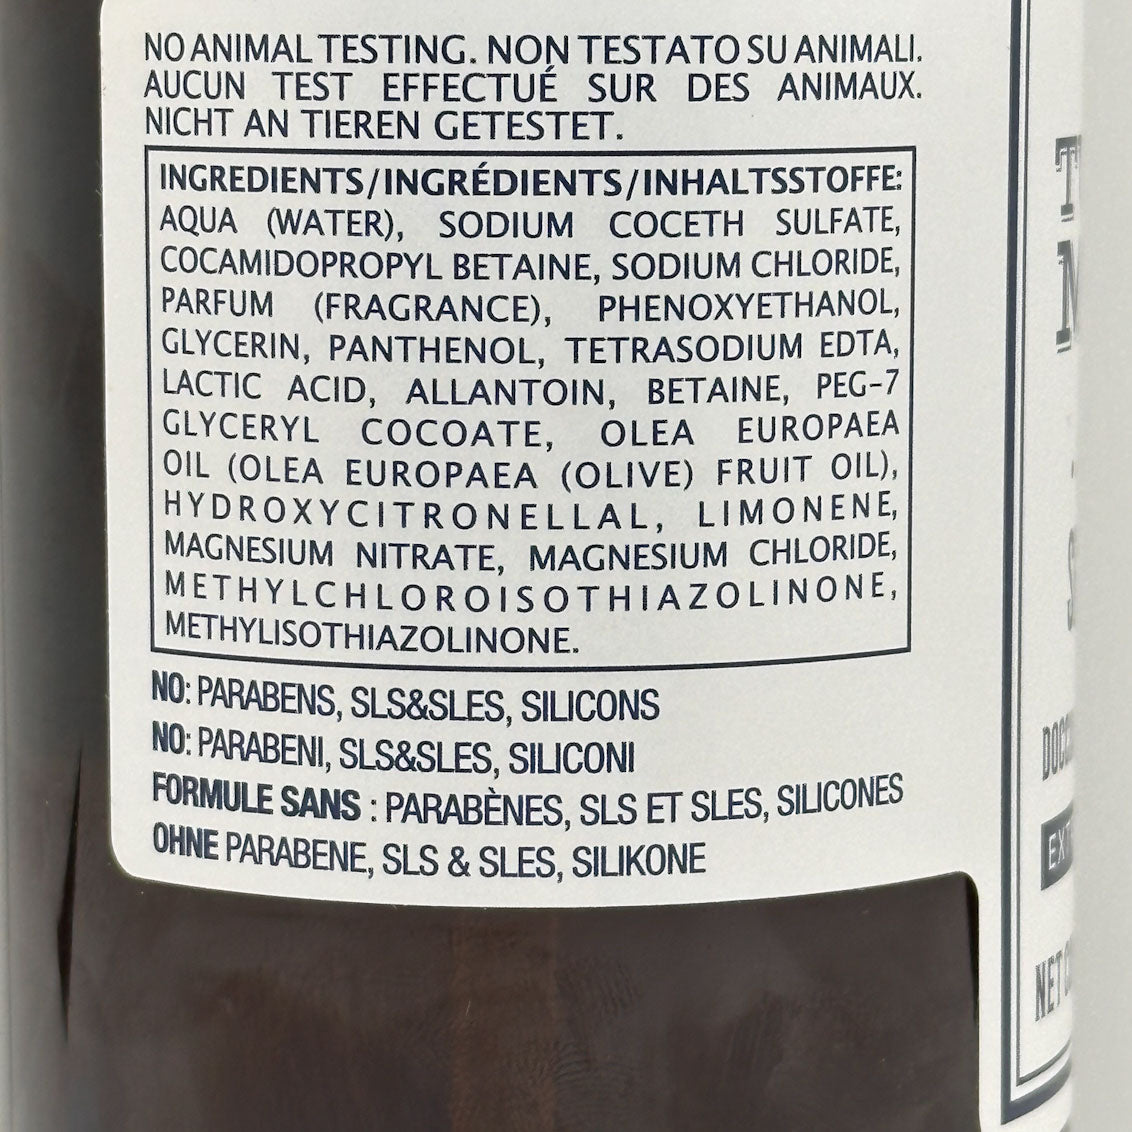 NO ANIMAL TESTING. NON TESTATO SU ANIMALI.
AUCUN TEST EFFECTUÉ SUR DES ANIMAUX.
NICHT AN TIEREN GETESTET.
INGREDIENTS/INGRÉDIENTS/INHALTSSTOFFE:
AQUA (WATER), SODIUM COCETH SULFATE,
COCAMIDOPROPYL BETAINE, SODIUM CHLORIDE,
PARFUM (FRAGRANCE), PHENOXYETHANOL,
GLYCERIN, PANTHENOL, TETRASODIUM EDTA,
LACTIC ACID, ALLANTOIN, BETAINE, PEG-7
GLYCERYL COCOATE, OLEA EUROPAEA
OIL (OLEA EUROPAEA (OLIVE) FRUIT OIL),
HYDROXYCITRONELLAL, LIMONENE,
MAGNESIUM NITRATE, MAGNESIUM CHLORIDE,
METHYLCHLOROISOTHIAZOLINONE,
METHYLISOTHIAZOLINONE.
NO: PARABENS, SLS&SLES, SILICONS
NO: PARABENI, SLS&SLES, SILICONI
FORMULE SANS : PARABÈNES, SLS ET SLES, SILICONES
OHNE PARABENE, SLS & SLES, SILIKONE
NET